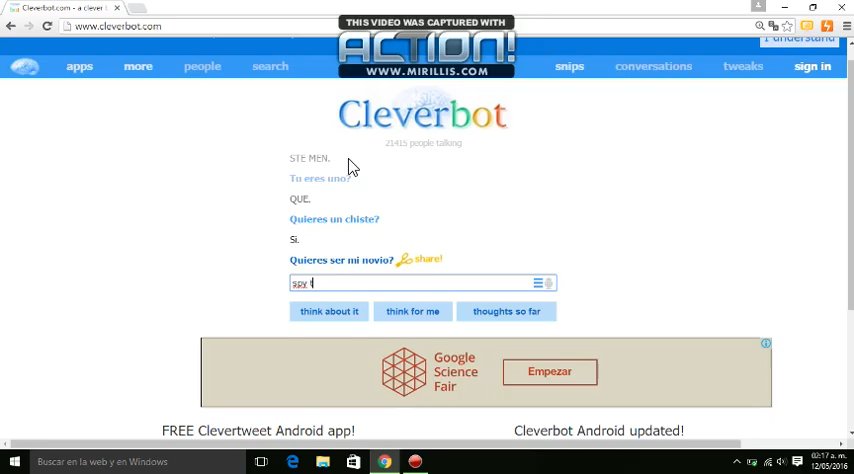 Cleverbot.com - a clever b
THIS VIDEO WAS CAPTURED WITH
ACTION!
WWW.MIRILLIS.COM
www.cleverbot.com
I understand
apps more people search snips conversations tweaks sign in
Cleverbot
21415 people talking
STE MEN.
Tu eres uno?
QUE.
Quieres un chiste?
Si.
Quieres ser mi novio? share!
spy t
think about it think for me thoughts so far
Google
Science
Fair
Empezar
FREE Clevertweet Android app! Cleverbot Android updated!
Buscar en la web y en Windows
02:17 a.m.
12/05/2016